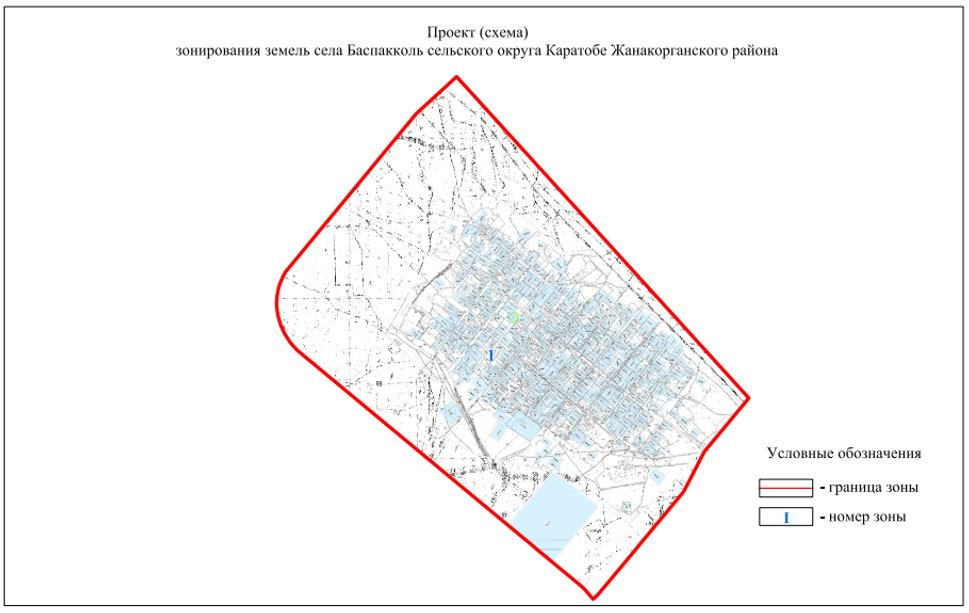 Проект (схема)
зонирования земель села Баспакколь сельского округа Каратобе Жанакорганского района
I
Условные обозначения
- граница зоны
I - номер зоны